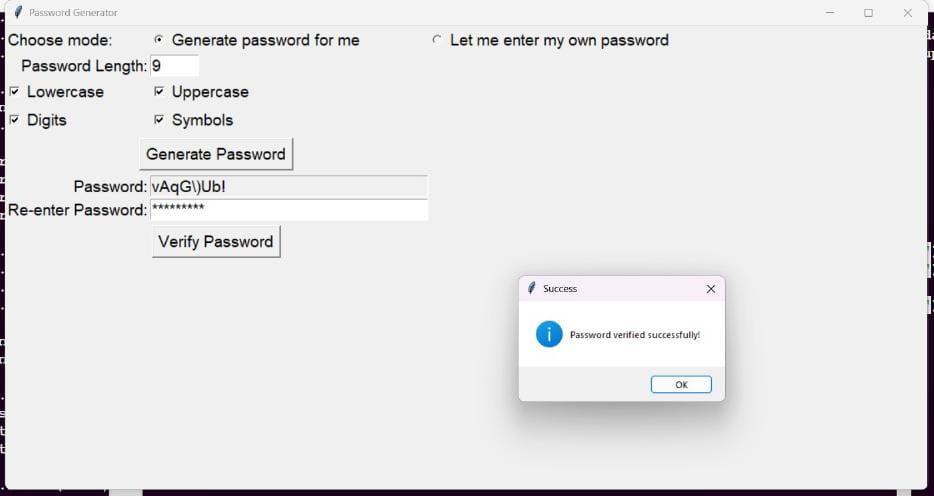 Password Generator
Choose mode: Generate password for me Let me enter my own password
Password Length: 9
Lowercase Uppercase
Digits Symbols
Generate Password
Password: vAqG\)Ub!
Re-enter Password: *********
Verify Password
Success
Password verified successfully!
OK